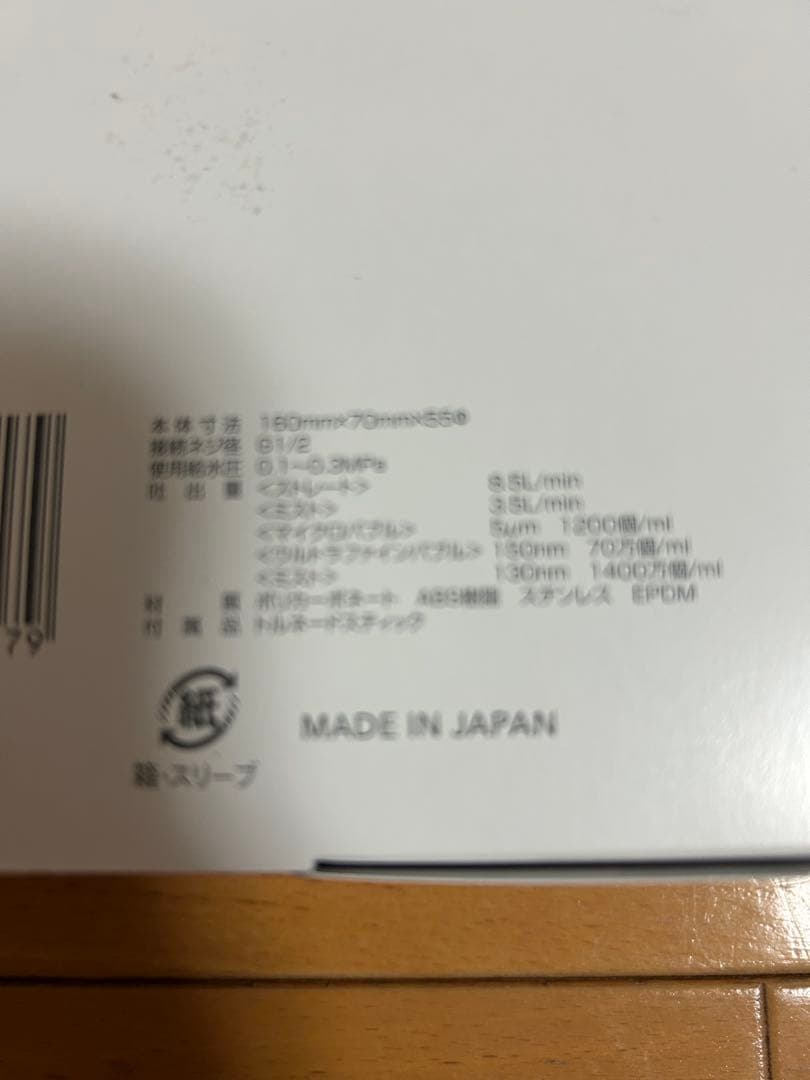 本体寸法 160mm×70mm×55Φ
接続ネジ径 G1/2
使用給水圧 0.1〜0.3MPa
吐出量 <ストレート> 8.5L/min
<ミスト> 3.5L/min
<マイクロバブル> 5μm 1200個/ml
<ウルトラファインバブル> 150nm 70万個/ml
<ミスト> 130nm 1400万個/ml
材質 ポリカーボネート ABS樹脂 ステンレス EPDM
付属品 トルネードスティック
79
紙
箱・スリーブ
MADE IN JAPAN